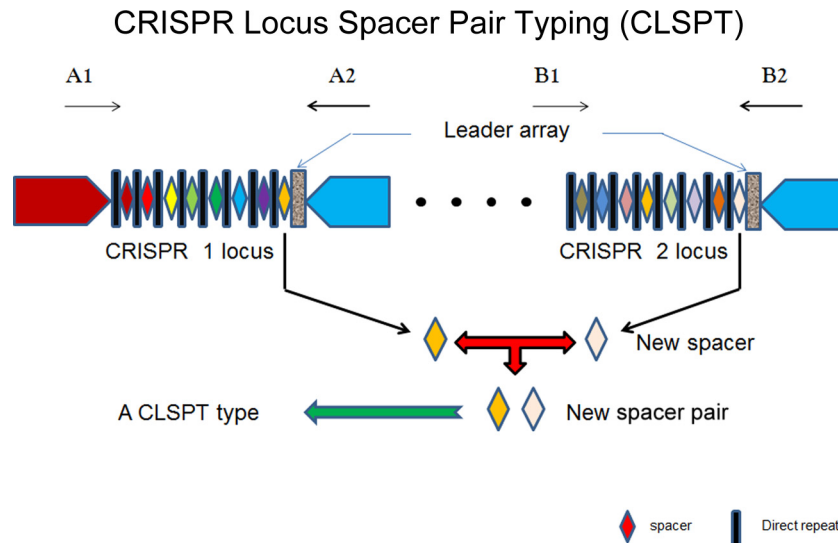 CRISPR Locus Spacer Pair Typing (CLSPT)
A1
A2
B1
B2
Leader array
CRISPR 1 locus
CRISPR 2 locus
New spacer
A CLSPT type
New spacer pair
spacer
Direct repeat